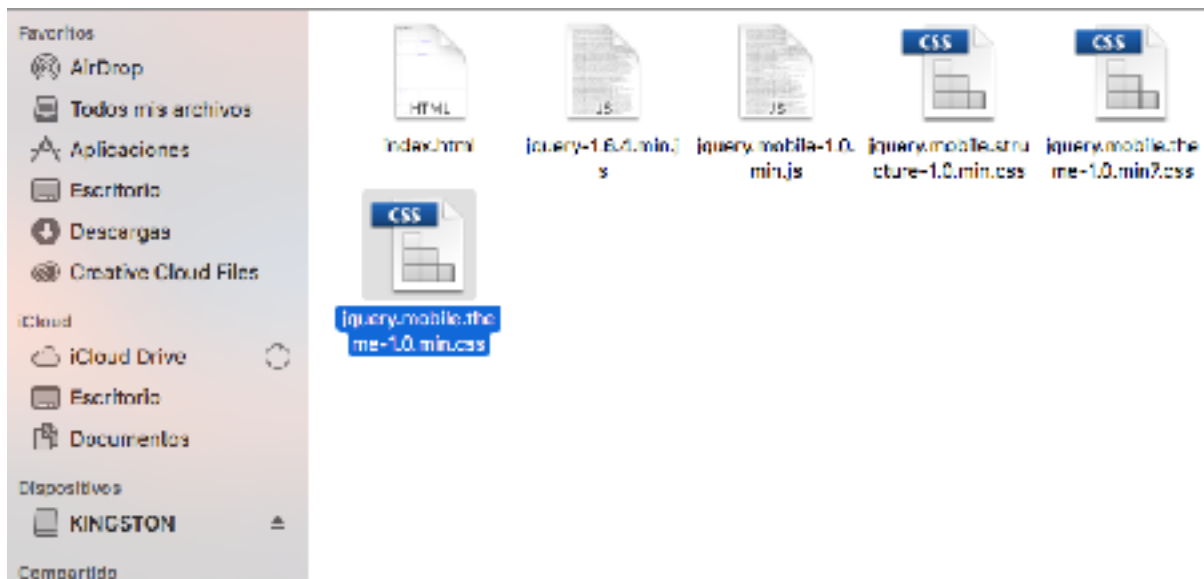 Favoritos
AirDrop
Todos mis archivos
Aplicaciones
Escritorio
Descargas
Creative Cloud Files
iCloud
iCloud Drive
Escritorio
Documentos
Dispositivos
KINGSTON
Compartido
HTML
index.html
JS
jquery-1.6.4.min.j
s
JS
jquery.mobile-1.0.
min.js
CSS
jquery.mobile.stru
cture-1.0.min.css
CSS
jquery.mobile.the
me-1.0.min7.css
CSS
jquery.mobile.the
me-1.0.min.css